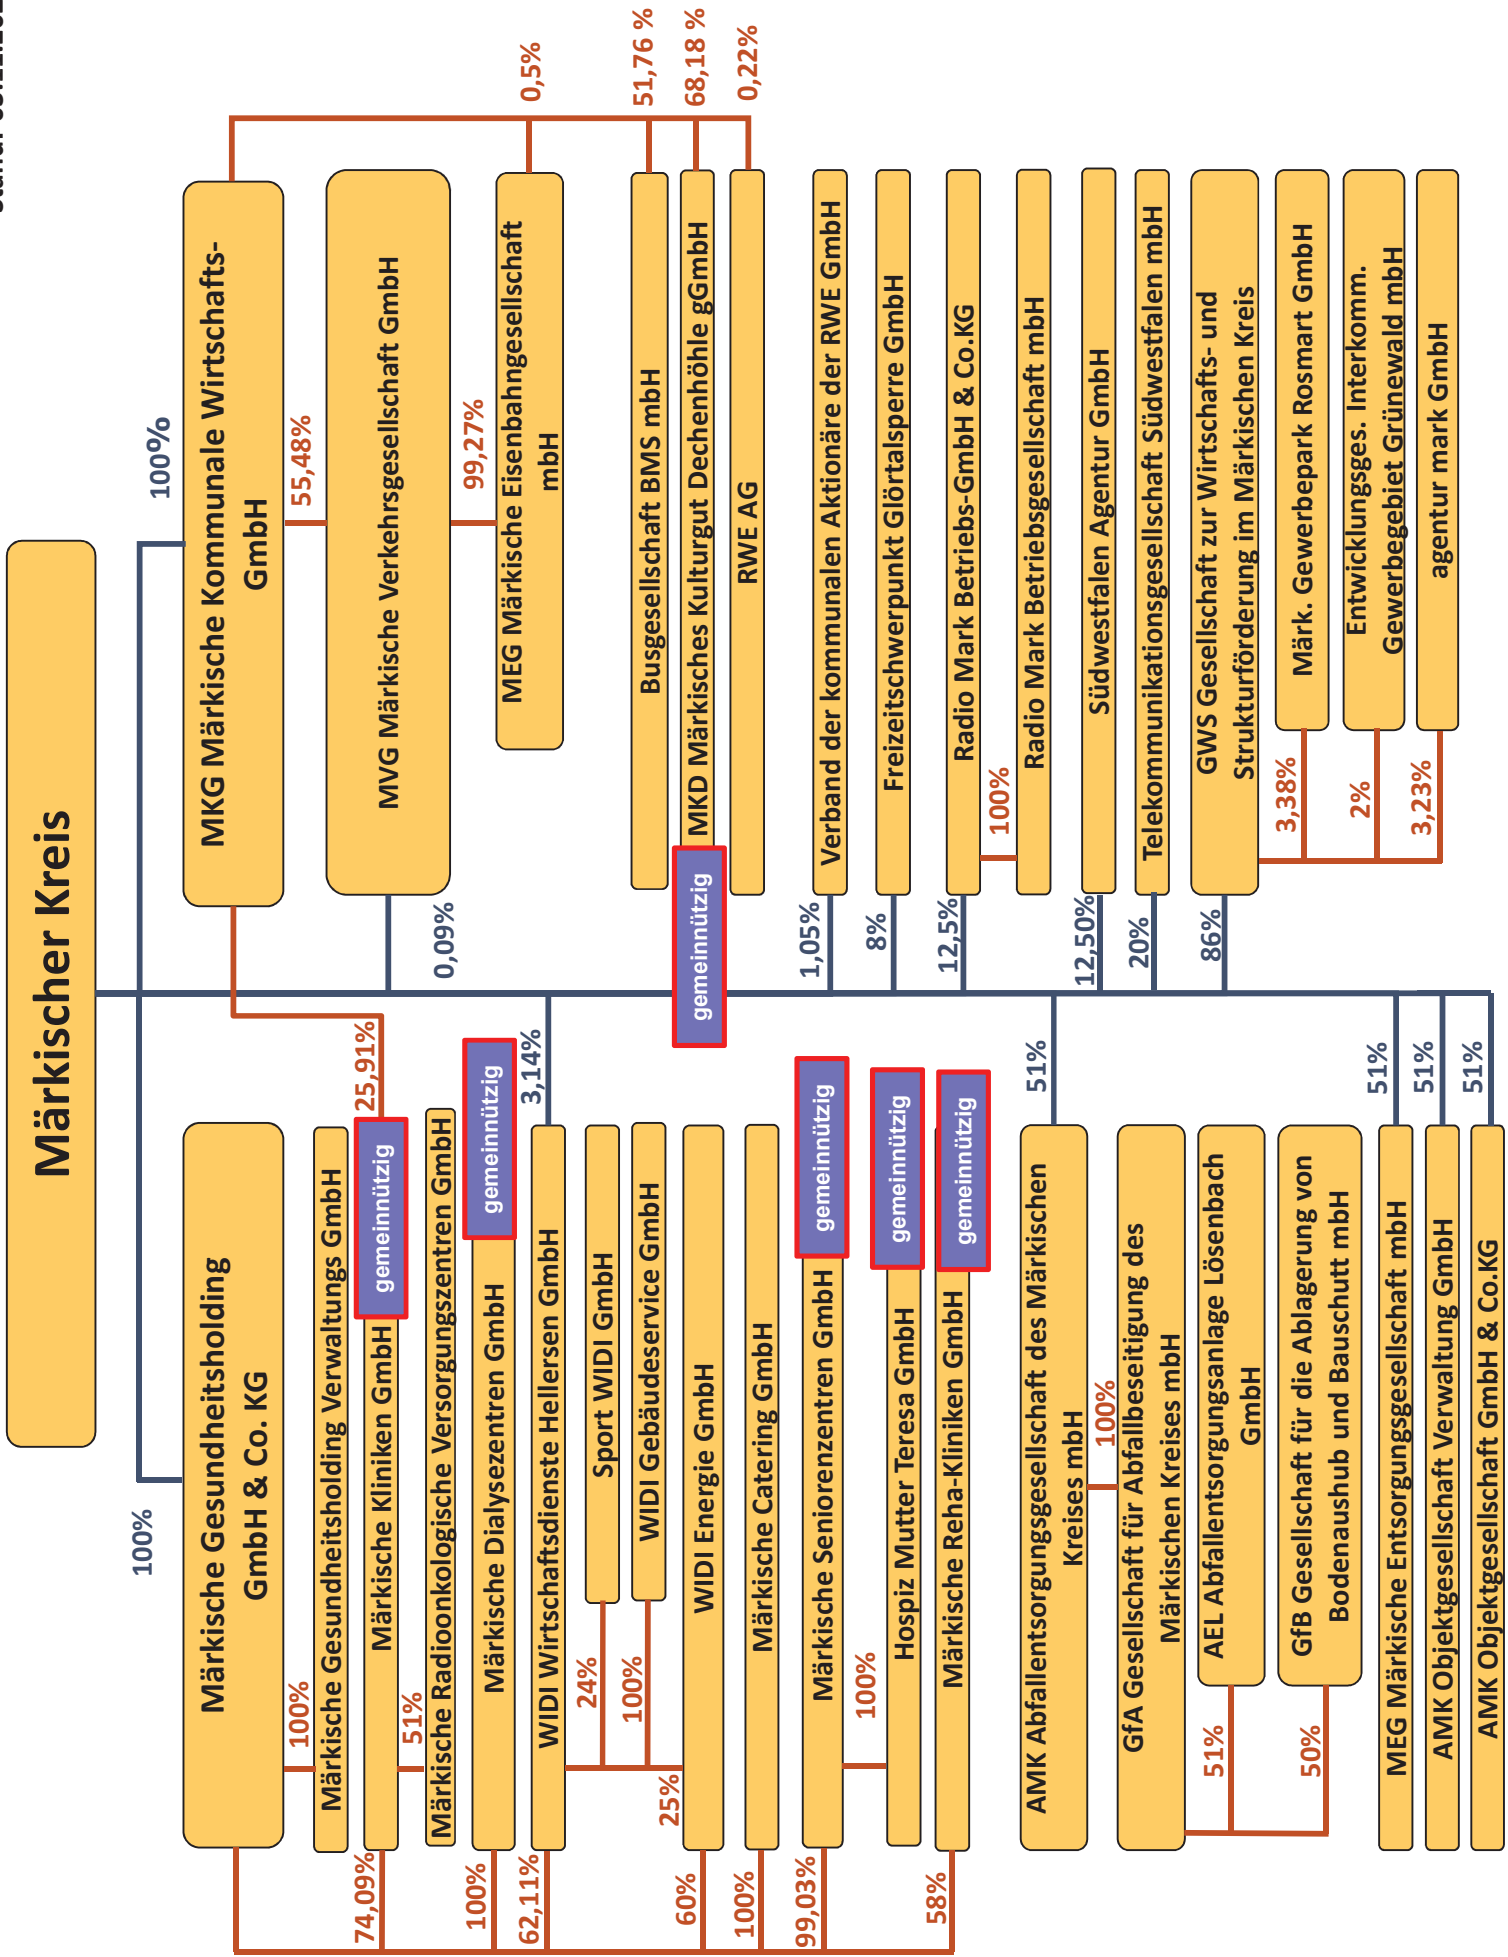 Märkischer Kreis
100%
100%
Märkische Gesundheitsholding
GmbH & Co. KG
100%
Märkische Gesundheitsholding Verwaltungs GmbH
74,09%
Märkische Kliniken GmbH
gemeinnützig
25,91%
51%
Märkische Radioonkologische Versorgungszentren GmbH
100%
Märkische Dialysezentren GmbH
gemeinnützig
62,11%
WIDI Wirtschaftsdienste Hellersen GmbH
3,14%
24%
Sport WIDI GmbH
100%
WIDI Gebäudeservice GmbH
25%
60%
WIDI Energie GmbH
100%
Märkische Catering GmbH
99,03%
Märkische Seniorenzentren GmbH
gemeinnützig
100%
Hospiz Mutter Teresa GmbH
gemeinnützig
58%
Märkische Reha-Kliniken GmbH
gemeinnützig
AMK Abfallentsorgungsgesellschaft des Märkischen
Kreises mbH
51%
100%
GfA Gesellschaft für Abfallbeseitigung des
Märkischen Kreises mbH
51%
AEL Abfallentsorgungsanlage Lösenbach
GmbH
50%
GfB Gesellschaft für die Ablagerung von
Bodenaushub und Bauschutt mbH
MEG Märkische Entsorgungsgesellschaft mbH
51%
AMK Objektgesellschaft Verwaltung GmbH
51%
AMK Objektgesellschaft GmbH & Co.KG
51%
MKG Märkische Kommunale Wirtschafts-
GmbH
55,48%
MVG Märkische Verkehrsgesellschaft GmbH
0,09%
99,27%
MEG Märkische Eisenbahngesellschaft
mbH
0,5%
Busgesellschaft BMS mbH
51,76 %
gemeinnützig
MKD Märkisches Kulturgut Dechenhöhle gGmbH
68,18 %
RWE AG
0,22%
1,05%
Verband der kommunalen Aktionäre der RWE GmbH
8%
Freizeitschwerpunkt Glörtalsperre GmbH
12,5%
Radio Mark Betriebs-GmbH & Co.KG
100%
Radio Mark Betriebsgesellschaft mbH
12,50%
Südwestfalen Agentur GmbH
20%
Telekommunikationsgesellschaft Südwestfalen mbH
86%
GWS Gesellschaft zur Wirtschafts- und
Strukturförderung im Märkischen Kreis
3,38%
Märk. Gewerbepark Rosmart GmbH
2%
Entwicklungsges. Interkomm.
Gewerbegebiet Grünewald mbH
3,23%
agentur mark GmbH